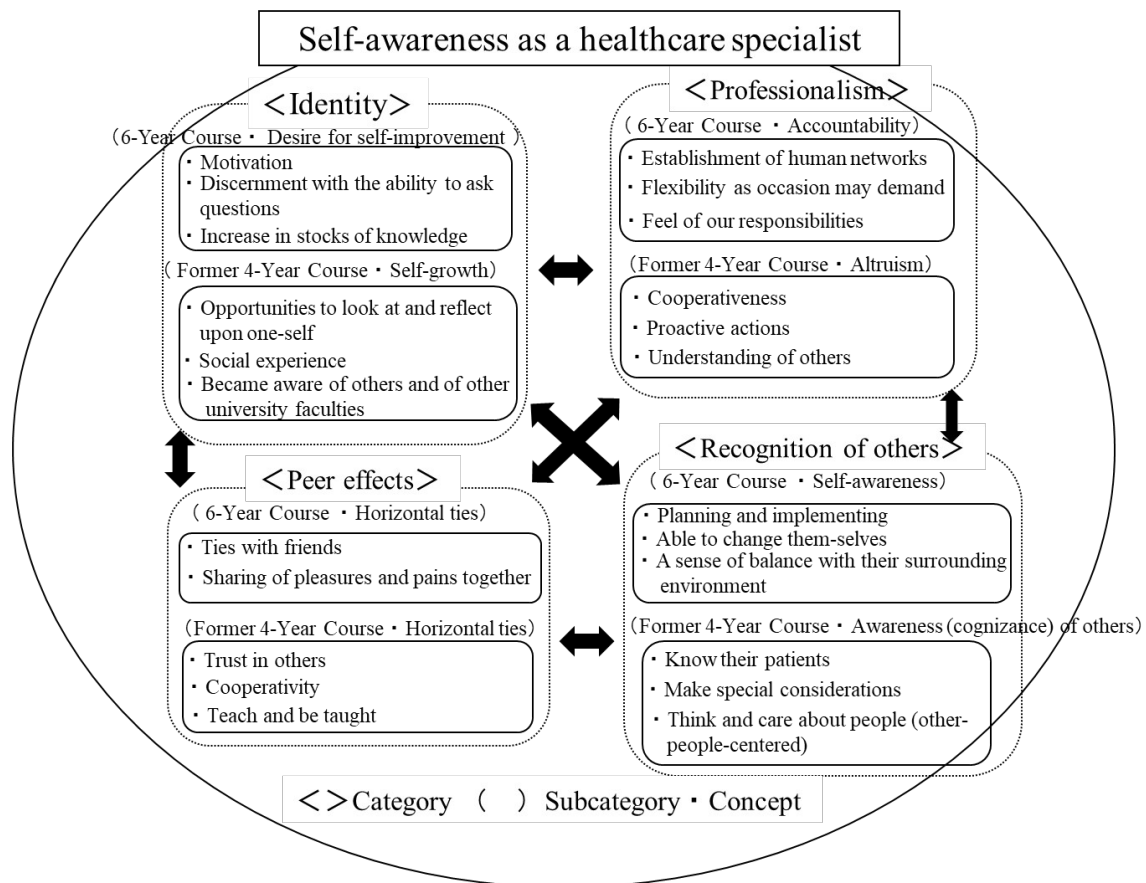 Self-awareness as a healthcare specialist
＜Identity＞
（6-Year Course・ Desire for self-improvement ）
・ Motivation
・ Discernment with the ability to ask
questions
・ Increase in stocks of knowledge
（ Former 4-Year Course・ Self-growth）
・ Opportunities to look at and reflect
upon one-self
・ Social experience
・ Became aware of others and of other
university faculties
＜Professionalism＞
（ 6-Year Course ・ Accountability）
・ Establishment of human networks
・ Flexibility as occasion may demand
・ Feel of our responsibilities
（Former 4-Year Course・ Altruism）
・ Cooperativeness
・ Proactive actions
・ Understanding of others
＜Peer effects＞
（ 6-Year Course ・ Horizontal ties）
・ Ties with friends
・ Sharing of pleasures and pains together
（Former 4-Year Course・ Horizontal ties）
・ Trust in others
・ Cooperativity
・ Teach and be taught
＜Recognition of others＞
（ 6-Year Course ・ Self-awareness）
・ Planning and implementing
・ Able to change them-selves
・ A sense of balance with their surrounding
environment
（Former 4-Year Course・ Awareness (cognizance) of others）
・ Know their patients
・ Make special considerations
・ Think and care about people (other-
people-centered)
＜＞Category （ ）Subcategory・Concept